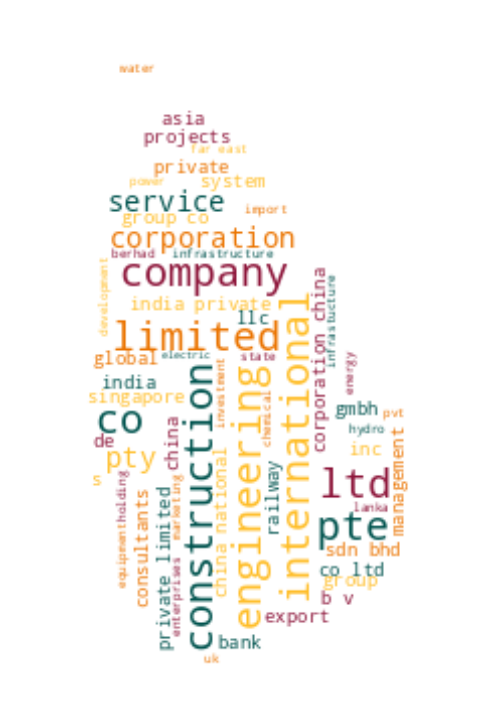 water
asia
projects
far east
private
power
system
service
import
group co
corporation
berhad
infrastructure
company
development
india private
llc
limited
corporation china
infrastucture
global
electric
state
energy
india
singapore
investment
chemical
international
co
gmbh
pvt
hydro
de
china
construction
engineering
inc
pty
s
railway
management
ltd
holding
equipment
consultants
marketing
china national
lanka
private limited
pte
enterprises
sdn bhd
co ltd
group
b v
export
bank
uk